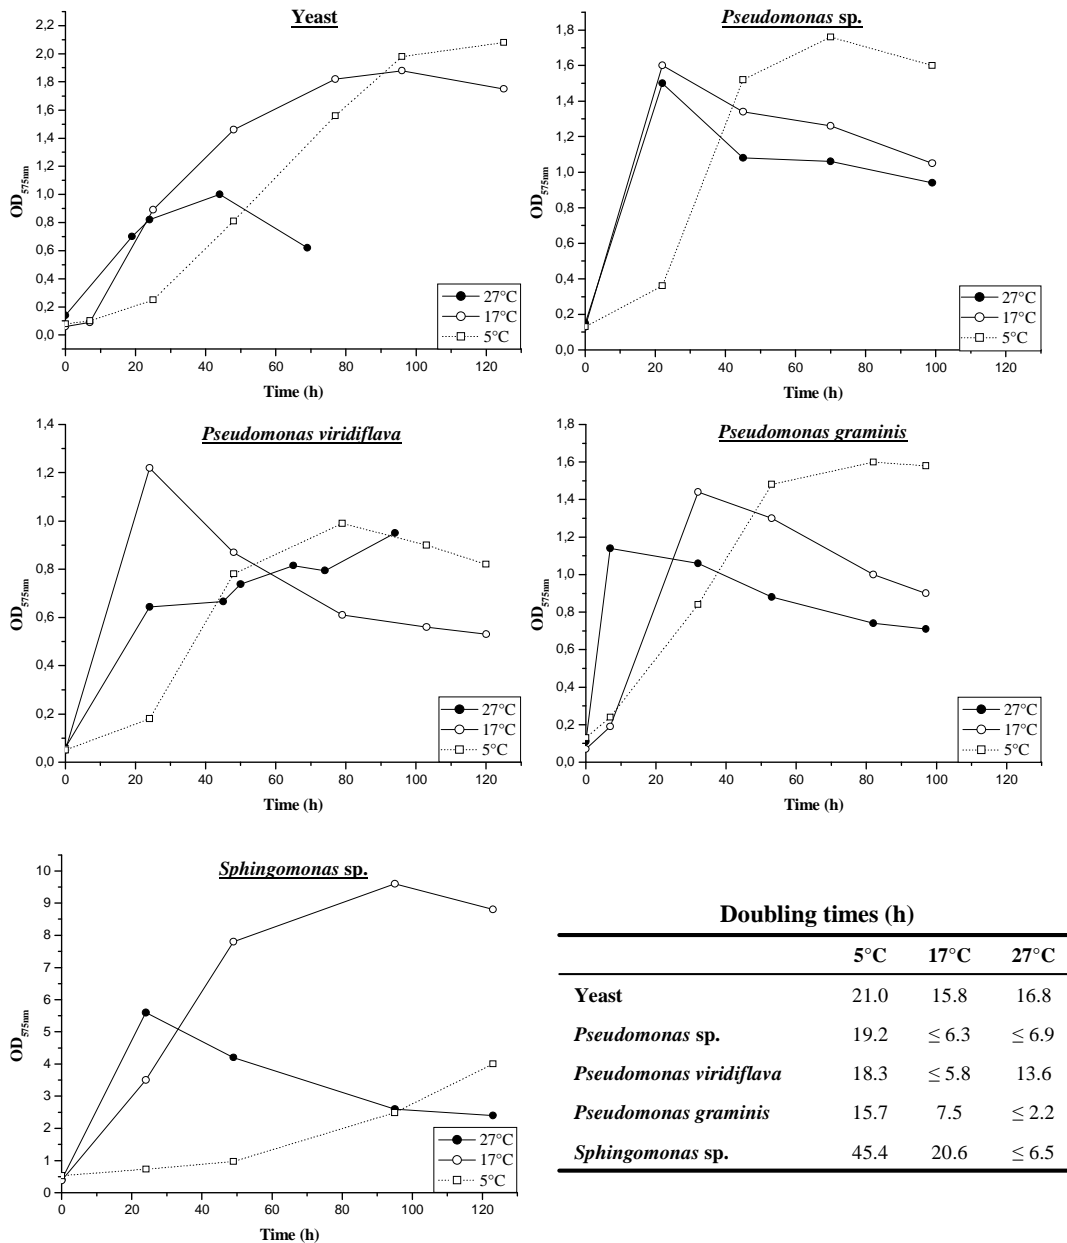 Yeast
2,2
2,0
1,8
1,6
1,4
1,2
1,0
0,8
0,6
0,4
0,2
0,0
OD575nm
0 20 40 60 80 100 120
Time (h)
27°C
17°C
5°C
Pseudomonas sp.
1,8
1,6
1,4
1,2
1,0
0,8
0,6
0,4
0,2
0,0
OD575nm
0 20 40 60 80 100 120
Time (h)
27°C
17°C
5°C
Pseudomonas viridiflava
1,4
1,2
1,0
0,8
0,6
0,4
0,2
0,0
OD575nm
0 20 40 60 80 100 120
Time (h)
27°C
17°C
5°C
Pseudomonas graminis
1,8
1,6
1,4
1,2
1,0
0,8
0,6
0,4
0,2
0,0
OD575nm
0 20 40 60 80 100 120
Time (h)
27°C
17°C
5°C
Sphingomonas sp.
10
9
8
7
6
5
4
3
2
1
0
OD575nm
0 20 40 60 80 100 120
Time (h)
27°C
17°C
5°C
Doubling times (h)
5°C 17°C 27°C
Yeast 21.0 15.8 16.8
Pseudomonas sp. 19.2 ≤ 6.3 ≤ 6.9
Pseudomonas viridiflava 18.3 ≤ 5.8 13.6
Pseudomonas graminis 15.7 7.5 ≤ 2.2
Sphingomonas sp. 45.4 20.6 ≤ 6.5